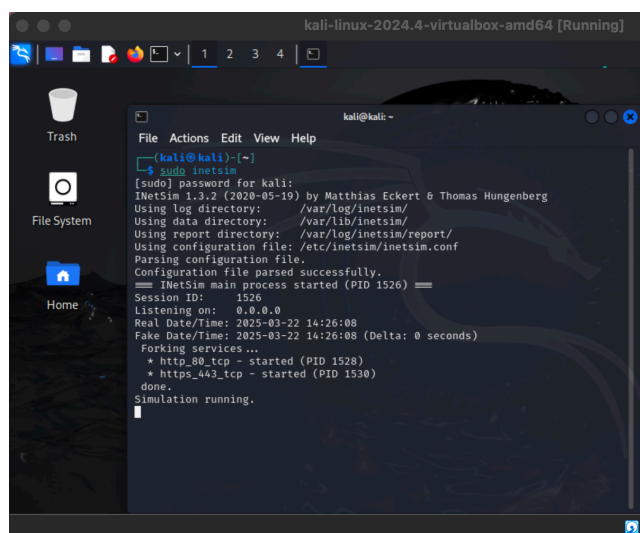 kali-linux-2024.4-virtualbox-amd64 [Running]
1 2 3 4
Trash
File System
Home
kali@kali: ~
File Actions Edit View Help
┌──(kali㉿kali)-[~]
└─$ sudo inetsim
[sudo] password for kali:
INetSim 1.3.2 (2020-05-19) by Matthias Eckert & Thomas Hungenberg
Using log directory:      /var/log/inetsim/
Using data directory:     /var/lib/inetsim/
Using report directory:   /var/log/inetsim/report/
Using configuration file: /etc/inetsim/inetsim.conf
Parsing configuration file.
Configuration file parsed successfully.
=== INetSim main process started (PID 1526) ===
Session ID:     1526
Listening on:   0.0.0.0
Real Date/Time: 2025-03-22 14:26:08
Fake Date/Time: 2025-03-22 14:26:08 (Delta: 0 seconds)
 Forking services...
  * http_80_tcp - started (PID 1528)
  * https_443_tcp - started (PID 1530)
 done.
Simulation running.